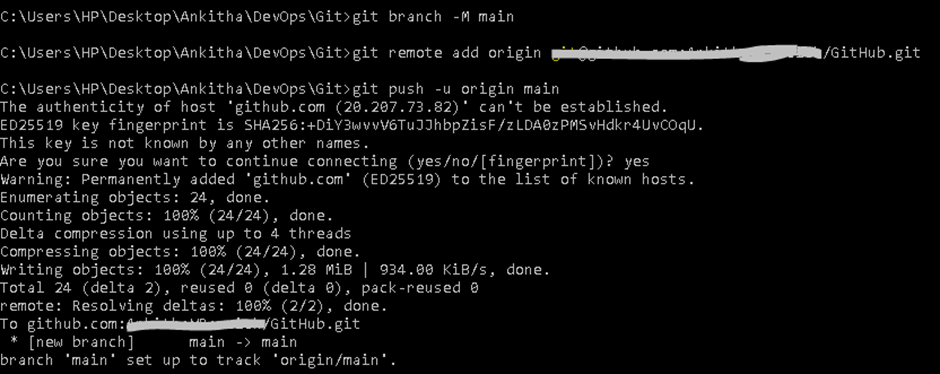 C:\Users\HP\Desktop\Ankitha\DevOps\Git>git branch -M main
C:\Users\HP\Desktop\Ankitha\DevOps\Git>git remote add origin /GitHub.git
C:\Users\HP\Desktop\Ankitha\DevOps\Git>git push -u origin main
The authenticity of host 'github.com (20.207.73.82)' can't be established.
ED25519 key fingerprint is SHA256:+DiY3wvvV6TuJJhbpZisF/zLDA0zPMSvHdkr4UvCOqU.
This key is not known by any other names.
Are you sure you want to continue connecting (yes/no/[fingerprint])? yes
Warning: Permanently added 'github.com' (ED25519) to the list of known hosts.
Enumerating objects: 24, done.
Counting objects: 100% (24/24), done.
Delta compression using up to 4 threads
Compressing objects: 100% (24/24), done.
Writing objects: 100% (24/24), 1.28 MiB | 934.00 KiB/s, done.
Total 24 (delta 2), reused 0 (delta 0), pack-reused 0
remote: Resolving deltas: 100% (2/2), done.
To github.com:/GitHub.git
 * [new branch]      main -> main
branch 'main' set up to track 'origin/main'.